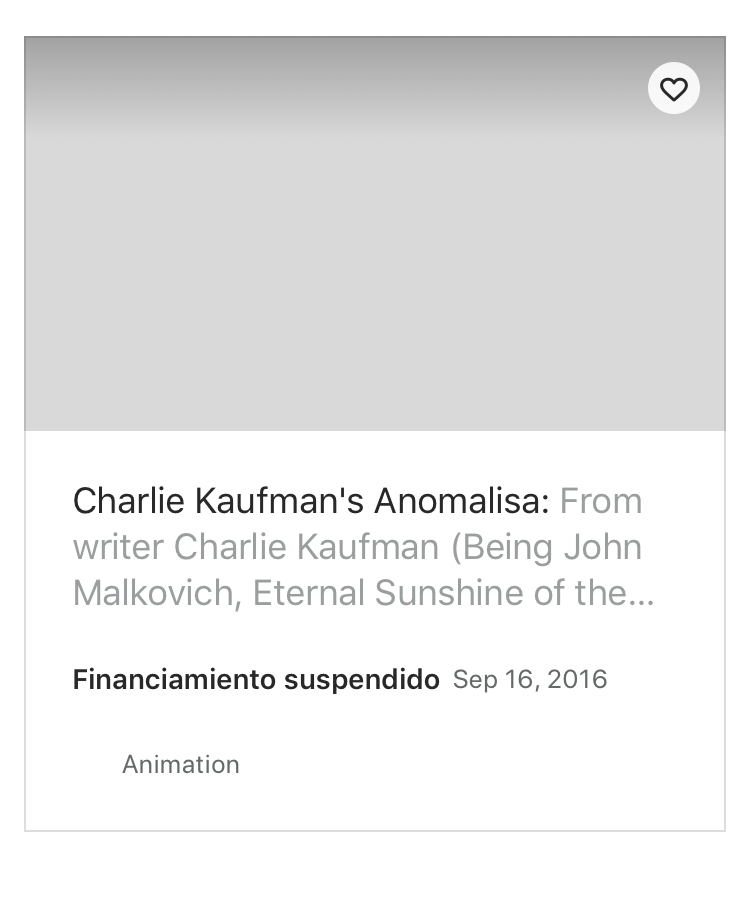 Charlie Kaufman's Anomalisa: From
writer Charlie Kaufman (Being John
Malkovich, Eternal Sunshine of the...
Financiamiento suspendido Sep 16, 2016
Animation